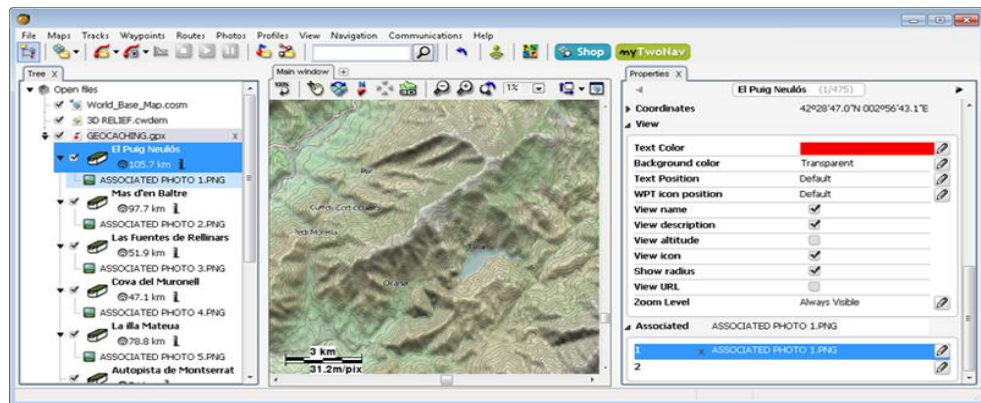 File Maps Tracks Waypoints Routes Photos Profiles View Navigation Communications Help
Shop
myTwoNav
Tree X
Open files
World_Base_Map.cosm
3D RELIEF.cwdem
GEOCACHING.gpx X
El Puig Neulós
105.7 km
ASSOCIATED PHOTO 1.PNG
Mas d'en Baltre
97.7 km
ASSOCIATED PHOTO 2.PNG
Las Fuentes de Rellinars
51.9 km
ASSOCIATED PHOTO 3.PNG
Cova del Muronell
47.1 km
ASSOCIATED PHOTO 4.PNG
La illa Mateua
78.8 km
ASSOCIATED PHOTO 5.PNG
Autopista de Montserrat
Main window
1%
3 km
31.2m/pix
Properties X
El Puig Neulós (1/475)
Coordinates 42º28'47.0"N 002º56'43.1"E
View
Text Color
Background color Transparent
Text Position Default
WPT icon position Default
View name
View description
View altitude
View icon
Show radius
View URL
Zoom Level Always Visible
Associated ASSOCIATED PHOTO 1.PNG
1 x ASSOCIATED PHOTO 1.PNG
2